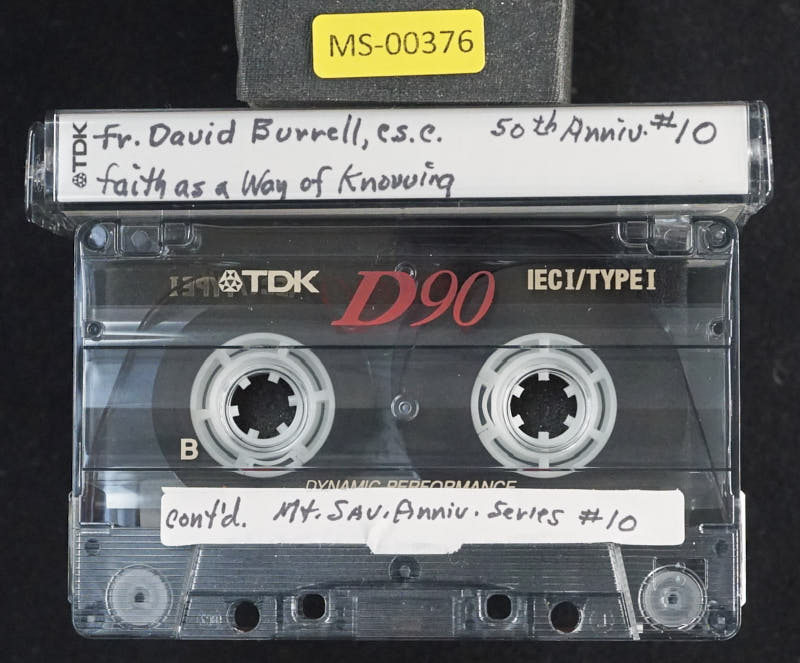 MS-00376
TDK
Fr. David Burrell, c.s.c. 50th Anniv. #10
faith as a Way of Knowing
TDK D90 IEC I/TYPE I
B
DYNAMIC PERFORMANCE
cont'd. Mt. Sav. Anniv. Series #10